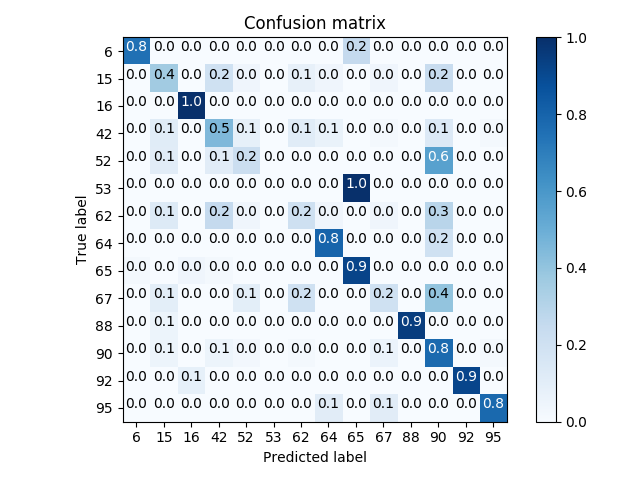 Confusion matrix
1.0
6 0.8 0.0 0.0 0.0 0.0 0.0 0.0 0.0 0.2 0.0 0.0 0.0 0.0 0.0
15 0.0 0.4 0.0 0.2 0.0 0.0 0.1 0.0 0.0 0.0 0.0 0.2 0.0 0.0
16 0.0 0.0 1.0 0.0 0.0 0.0 0.0 0.0 0.0 0.0 0.0 0.0 0.0 0.0
0.8
42 0.0 0.1 0.0 0.5 0.1 0.0 0.1 0.1 0.0 0.0 0.0 0.1 0.0 0.0
52 0.0 0.1 0.0 0.1 0.2 0.0 0.0 0.0 0.0 0.0 0.0 0.6 0.0 0.0
53 0.0 0.0 0.0 0.0 0.0 0.0 0.0 0.0 1.0 0.0 0.0 0.0 0.0 0.0
0.6
62 0.0 0.1 0.0 0.2 0.0 0.0 0.2 0.0 0.0 0.0 0.0 0.3 0.0 0.0
True label
64 0.0 0.0 0.0 0.0 0.0 0.0 0.0 0.8 0.0 0.0 0.0 0.2 0.0 0.0
65 0.0 0.0 0.0 0.0 0.0 0.0 0.0 0.0 0.9 0.0 0.0 0.0 0.0 0.0
0.4
67 0.0 0.1 0.0 0.0 0.1 0.0 0.2 0.0 0.0 0.2 0.0 0.4 0.0 0.0
88 0.0 0.1 0.0 0.0 0.0 0.0 0.0 0.0 0.0 0.0 0.9 0.0 0.0 0.0
0.2
90 0.0 0.1 0.0 0.1 0.0 0.0 0.0 0.0 0.0 0.1 0.0 0.8 0.0 0.0
92 0.0 0.0 0.1 0.0 0.0 0.0 0.0 0.0 0.0 0.0 0.0 0.0 0.9 0.0
95 0.0 0.0 0.0 0.0 0.0 0.0 0.0 0.1 0.0 0.1 0.0 0.0 0.0 0.8
0.0
6 15 16 42 52 53 62 64 65 67 88 90 92 95
Predicted label